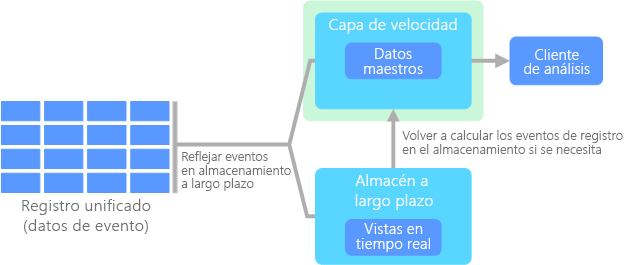 Capa de velocidad
Datos
maestros
Cliente
de análisis
Reflejar eventos
en almacenamiento
a largo plazo
Volver a calcular los eventos de registro
en el almacenamiento si se necesita
Registro unificado
(datos de evento)
Almacén a
largo plazo
Vistas en
tiempo real